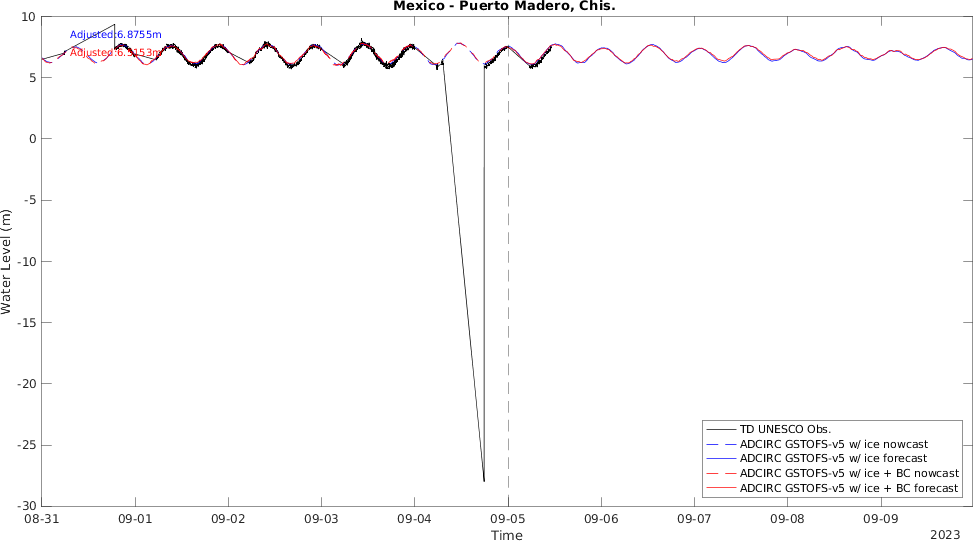 Mexico - Puerto Madero, Chis.
10
5
0
-5
-10
-15
-20
-25
-30
Water Level (m)
Adjusted:6.8755m
TD UNESCO Obs.
ADCIRC GSTOFS-v5 w/ ice nowcast
ADCIRC GSTOFS-v5 w/ ice forecast
ADCIRC GSTOFS-v5 w/ ice + BC nowcast
ADCIRC GSTOFS-v5 w/ ice + BC forecast
08-31 09-01 09-02 09-03 09-04 09-05 09-06 09-07 09-08 09-09
Time
2023